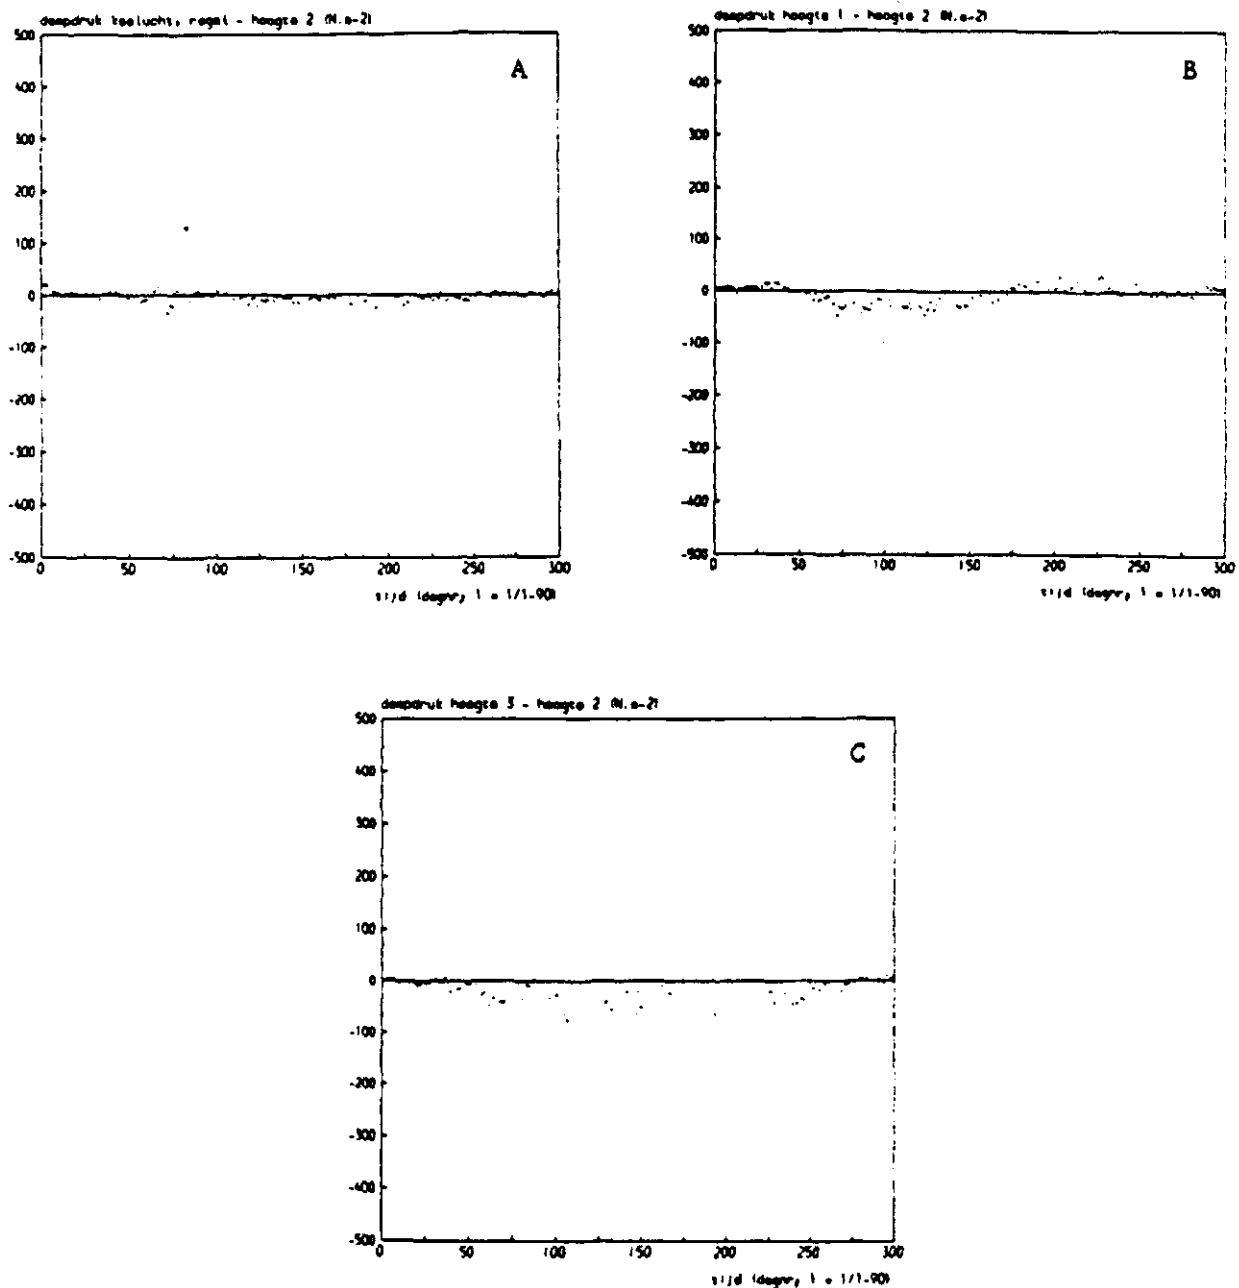 dampdruk kaslucht, regel - hoogte 2 (N.m-2)
A
500
400
300
200
100
0
-100
-200
-300
-400
-500
0 50 100 150 200 250 300
tijd (dagnr, 1 = 1/1-90)
dampdruk hoogte 1 - hoogte 2 (N.m-2)
B
500
400
300
200
100
0
-100
-200
-300
-400
-500
0 50 100 150 200 250 300
tijd (dagnr, 1 = 1/1-90)
dampdruk hoogte 3 - hoogte 2 (N.m-2)
C
500
400
300
200
100
0
-100
-200
-300
-400
-500
0 50 100 150 200 250 300
tijd (dagnr, 1 = 1/1-90)